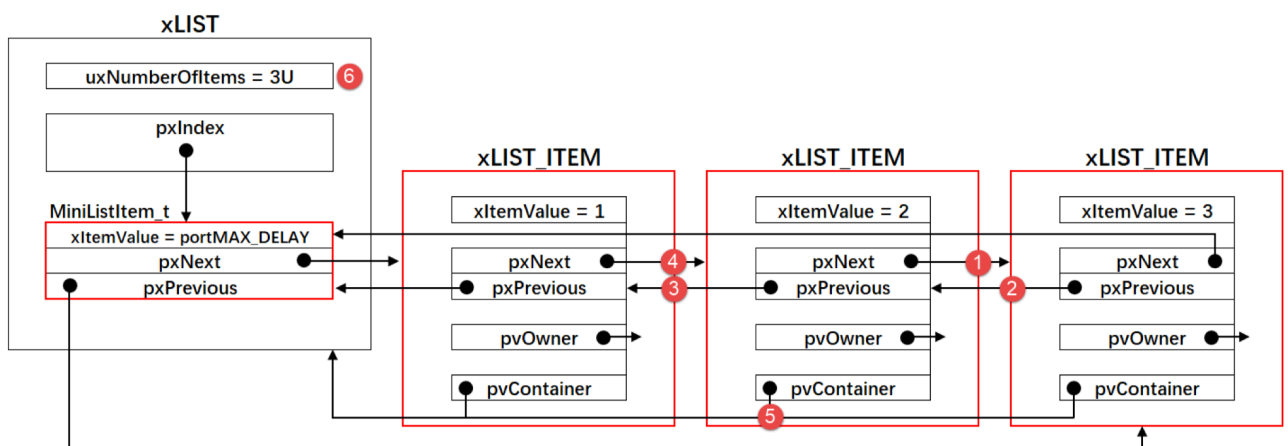 xLIST
uxNumberOfItems = 3U
6
pxIndex
MiniListItem_t
xItemValue = portMAX_DELAY
pxNext
pxPrevious
xLIST_ITEM
xItemValue = 1
pxNext
4
pxPrevious
3
pvOwner
pvContainer
xLIST_ITEM
xItemValue = 2
pxNext
1
pxPrevious
2
pvOwner
pvContainer
5
xLIST_ITEM
xItemValue = 3
pxNext
pxPrevious
pvOwner
pvContainer